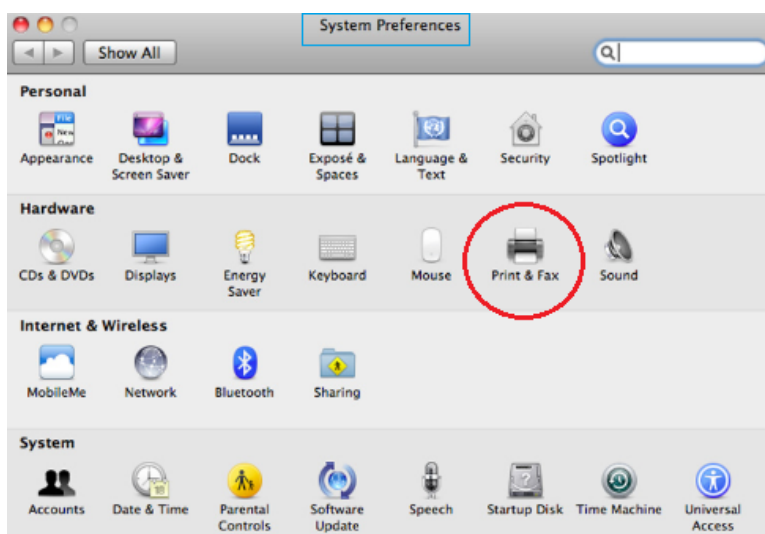 System Preferences
Show All
Personal
Appearance
Desktop &
Screen Saver
Dock
Exposé &
Spaces
Language &
Text
Security
Spotlight
Hardware
CDs & DVDs
Displays
Energy
Saver
Keyboard
Mouse
Print & Fax
Sound
Internet & Wireless
MobileMe
Network
Bluetooth
Sharing
System
Accounts
Date & Time
Parental
Controls
Software
Update
Speech
Startup Disk
Time Machine
Universal
Access